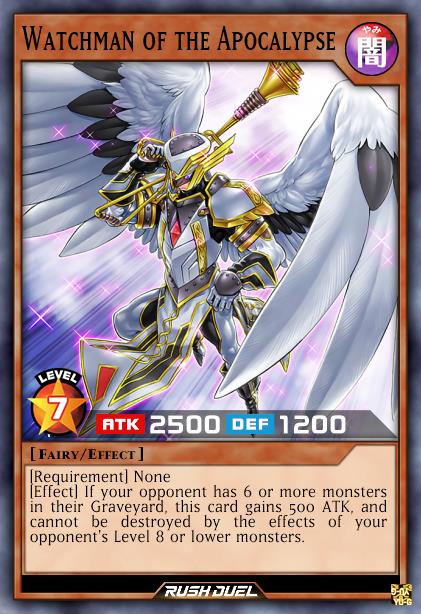 Watchman of the Apocalypse
やみ
闇
LEVEL
7
ATK 2500 DEF 1200
[Fairy/Effect]
[Requirement] None
[Effect] If your opponent has 6 or more monsters
in their Graveyard, this card gains 500 ATK, and
cannot be destroyed by the effects of your
opponent's Level 8 or lower monsters.
RUSH DUEL